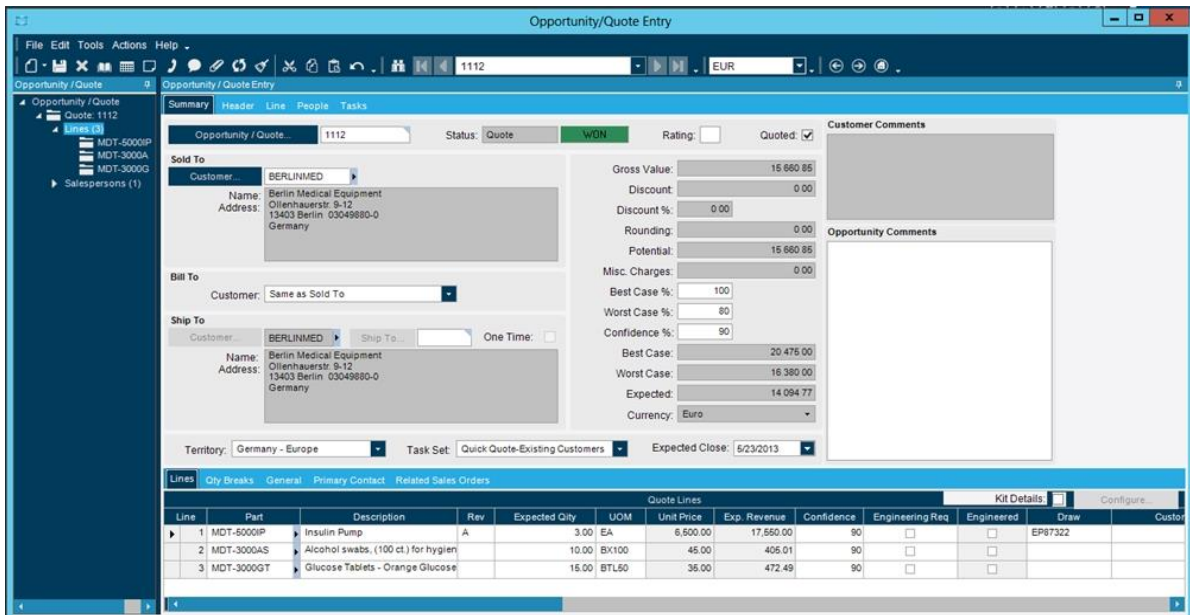 Opportunity/Quote Entry
File Edit Tools Actions Help
1112
EUR
Opportunity / Quote
Opportunity / Quote Entry
Opportunity / Quote
Quote: 1112
Lines (3)
MDT-5000IP
MDT-3000A
MDT-3000G
Salespersons (1)
Summary Header Line People Tasks
Opportunity / Quote... 1112 Status: Quote WON Rating: Quoted:
Sold To
Customer... BERLINMED
Name: Berlin Medical Equipment
Address: Ollenhauerstr. 9-12
13403 Berlin 03049880-0
Germany
Bill To
Customer: Same as Sold To
Ship To
Customer... BERLINMED Ship To... One Time:
Name: Berlin Medical Equipment
Address: Ollenhauerstr. 9-12
13403 Berlin 03049880-0
Germany
Gross Value: 15 660 85
Discount: 0 00
Discount %: 0 00
Rounding: 0 00
Potential: 15 660 85
Misc. Charges: 0 00
Best Case %: 100
Worst Case %: 80
Confidence %: 90
Best Case: 20 475 00
Worst Case: 16 380 00
Expected: 14 094 77
Currency: Euro
Customer Comments
Opportunity Comments
Territory: Germany - Europe Task Set: Quick Quote-Existing Customers Expected Close: 5/23/2013
Lines Qty Breaks General Primary Contact Related Sales Orders
Quote Lines
Kit Details: Configure...
Line Part Description Rev Expected Qity UOM Unit Price Exp. Revenue Confidence Engineering Req Engineered Draw Custor
1 MDT-5000IP Insulin Pump A 3.00 EA 6,500.00 17,550.00 90 EP87322
2 MDT-3000AS Alcohol swabs, (100 ct.) for hygien 10.00 BX100 45.00 405.01 90
3 MDT-3000GT Glucose Tablets - Orange Glucose 15.00 BTL50 35.00 472.49 90